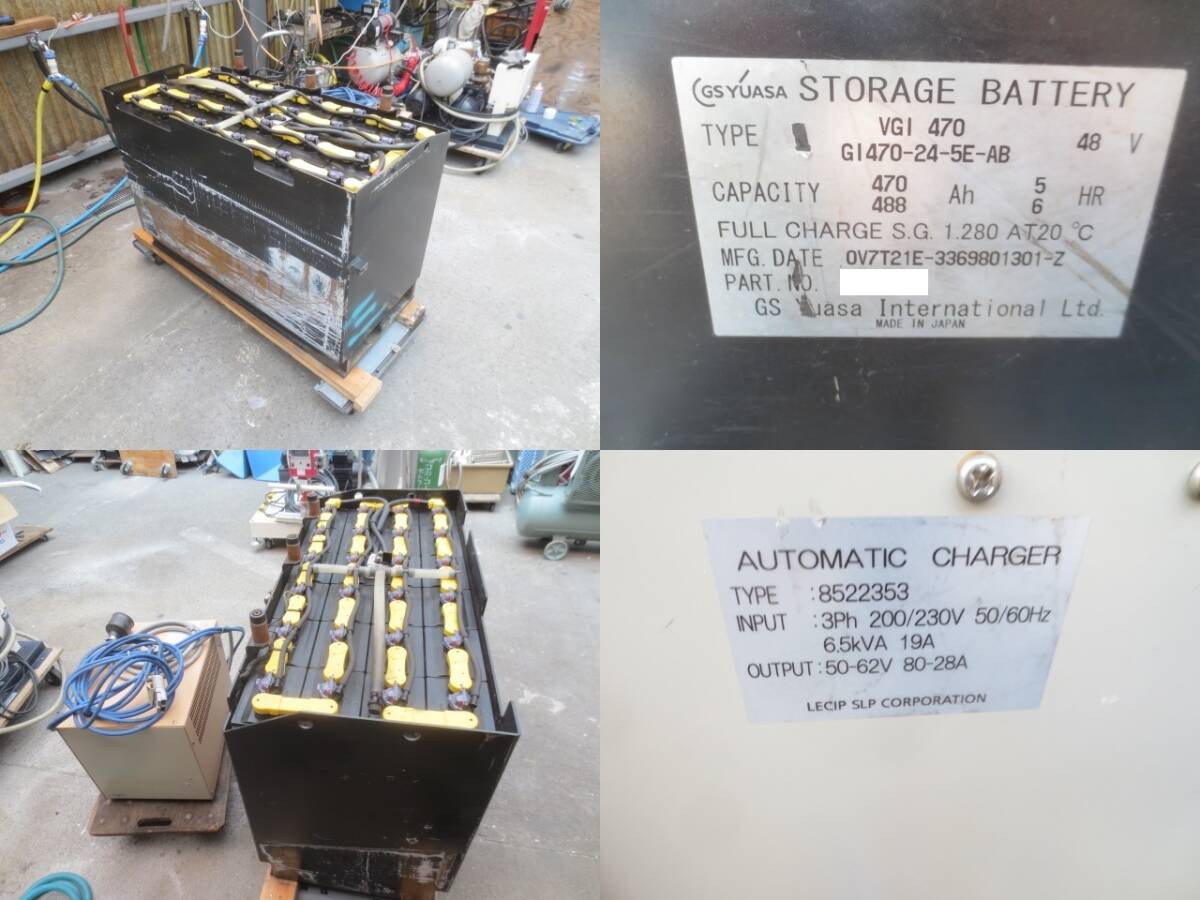 GS YUASA STORAGE BATTERY
TYPE VGI 470 48 V
GI470-24-5E-AB
CAPACITY 470 Ah 5 HR
488 6
FULL CHARGE S.G. 1.280 AT 20 ℃
MFG. DATE 0V7T21E-3369801301-Z
PART. NO.
GS Yuasa International Ltd.
MADE IN JAPAN
AUTOMATIC CHARGER
TYPE :8522353
INPUT :3Ph 200/230V 50/60Hz
6.5kVA 19A
OUTPUT :50-62V 80-28A
LECIP SLP CORPORATION